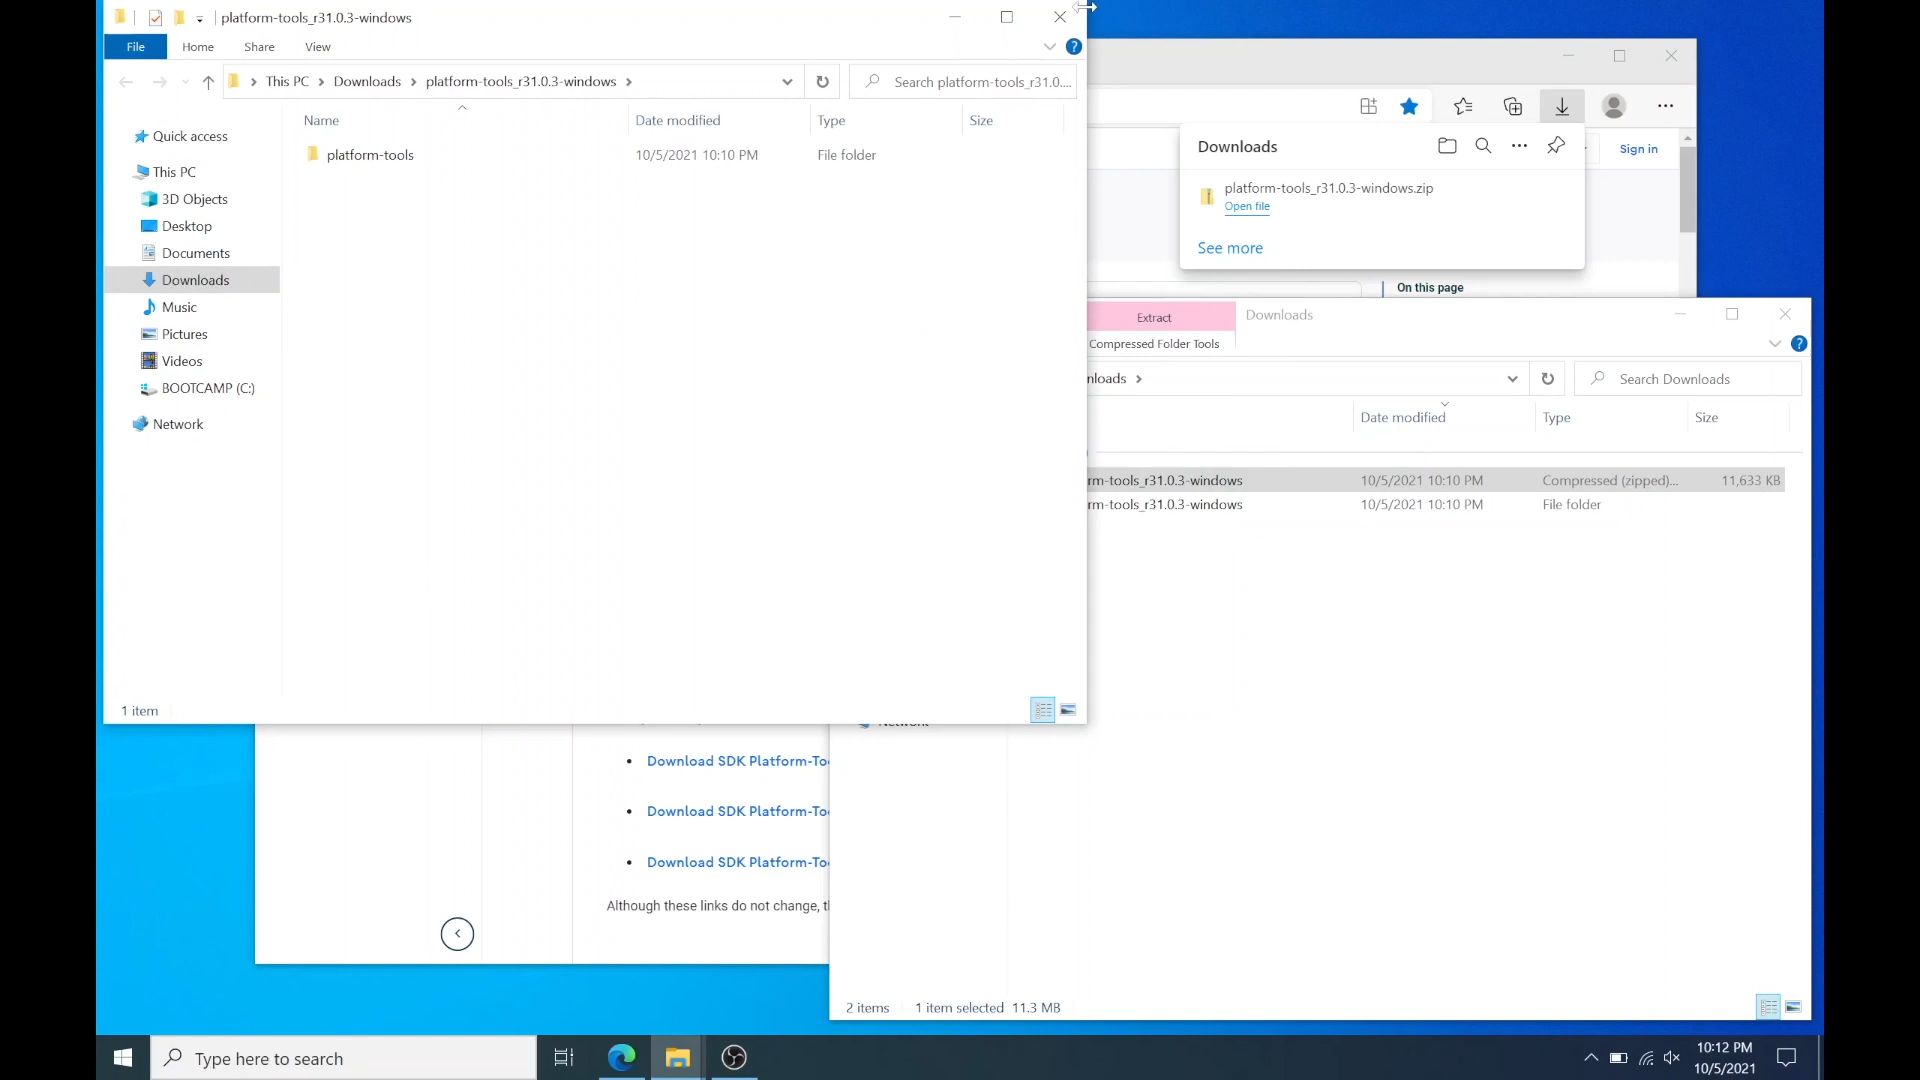 platform-tools_r31.0.3-windows
File
Home
Share
View
This PC
Downloads
platform-tools_r31.0.3-windows
Search platform-tools_r31.0....
Name
Date modified
Type
Size
platform-tools
10/5/2021 10:10 PM
File folder
Quick access
This PC
3D Objects
Desktop
Documents
Downloads
Music
Pictures
Videos
BOOTCAMP (C:)
Network
1 item
Sign in
Downloads
platform-tools_r31.0.3-windows.zip
Open file
See more
On this page
Extract
Downloads
Compressed Folder Tools
nloads
Search Downloads
Date modified
Type
Size
rm-tools_r31.0.3-windows
10/5/2021 10:10 PM
Compressed (zipped)...
11,633 KB
rm-tools_r31.0.3-windows
10/5/2021 10:10 PM
File folder
Network
2 items
1 item selected 11.3 MB
• Download SDK Platform-To
• Download SDK Platform-To
• Download SDK Platform-To
Although these links do not change, t
Type here to search
10:12 PM
10/5/2021